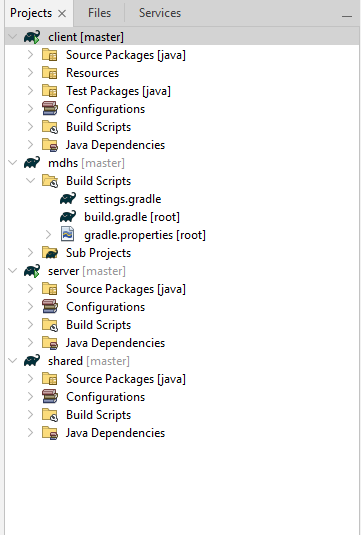 Projects Files Services
client [master]
Source Packages [java]
Resources
Test Packages [java]
Configurations
Build Scripts
Java Dependencies
mdhs [master]
Build Scripts
settings.gradle
build.gradle [root]
gradle.properties [root]
Sub Projects
server [master]
Source Packages [java]
Configurations
Build Scripts
Java Dependencies
shared [master]
Source Packages [java]
Configurations
Build Scripts
Java Dependencies